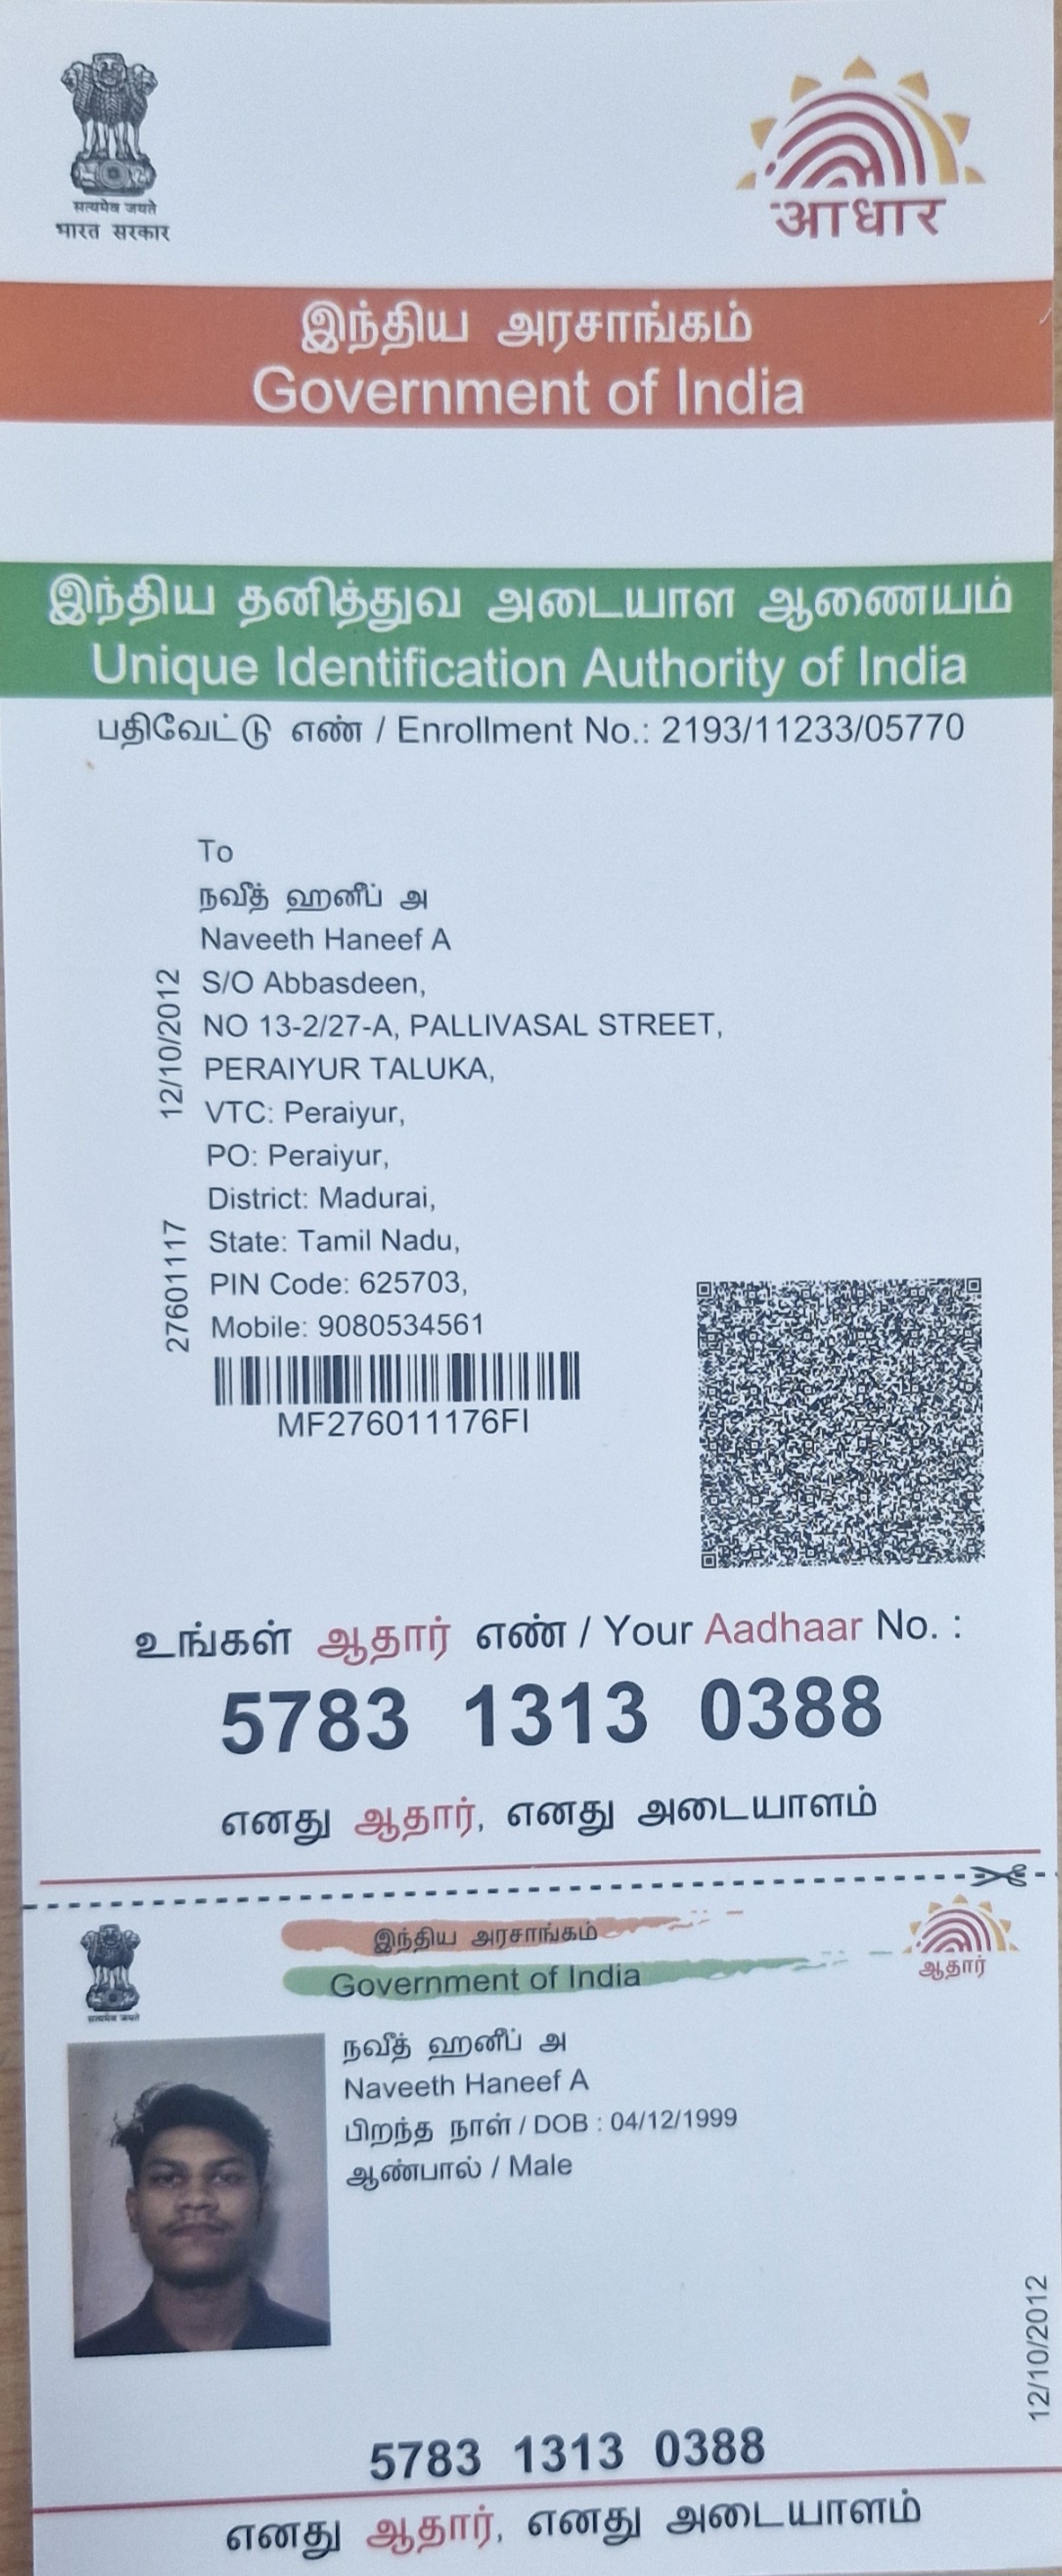 सत्यमेव जयते
भारत सरकार
आधार
இந்திய அரசாங்கம்
Government of India
இந்திய தனித்துவ அடையாள ஆணையம்
Unique Identification Authority of India
பதிவேட்டு எண் / Enrollment No.: 2193/11233/05770
To
நவீத் ஹனீப் அ
Naveeth Haneef A
S/O Abbasdeen,
NO 13-2/27-A, PALLIVASAL STREET,
PERAIYUR TALUKA,
VTC: Peraiyur,
PO: Peraiyur,
District: Madurai,
State: Tamil Nadu,
PIN Code: 625703,
Mobile: 9080534561
12/10/2012
27601117
MF276011176FI
உங்கள் ஆதார் எண் / Your Aadhaar No. :
5783 1313 0388
எனது ஆதார், எனது அடையாளம்
இந்திய அரசாங்கம்
Government of India
सत्यमेव जयते
ஆதார்
நவீத் ஹனீப் அ
Naveeth Haneef A
பிறந்த நாள் / DOB : 04/12/1999
ஆண்பால் / Male
12/10/2012
5783 1313 0388
எனது ஆதார், எனது அடையாளம்